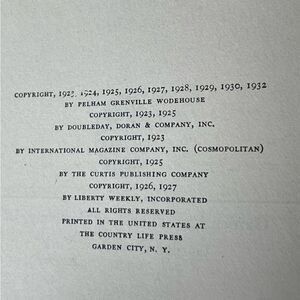 COPYRIGHT, 1923, 1924, 1925, 1926, 1927, 1928, 1929, 1930, 1932
BY PELHAM GRENVILLE WODEHOUSE
COPYRIGHT, 1923, 1925
BY DOUBLEDAY, DORAN & COMPANY, INC.
COPYRIGHT, 1923
BY INTERNATIONAL MAGAZINE COMPANY, INC. (COSMOPOLITAN)
COPYRIGHT, 1925
BY THE CURTIS PUBLISHING COMPANY
COPYRIGHT, 1926, 1927
BY LIBERTY WEEKLY, INCORPORATED
ALL RIGHTS RESERVED
PRINTED IN THE UNITED STATES AT
THE COUNTRY LIFE PRESS
GARDEN CITY, N. Y.